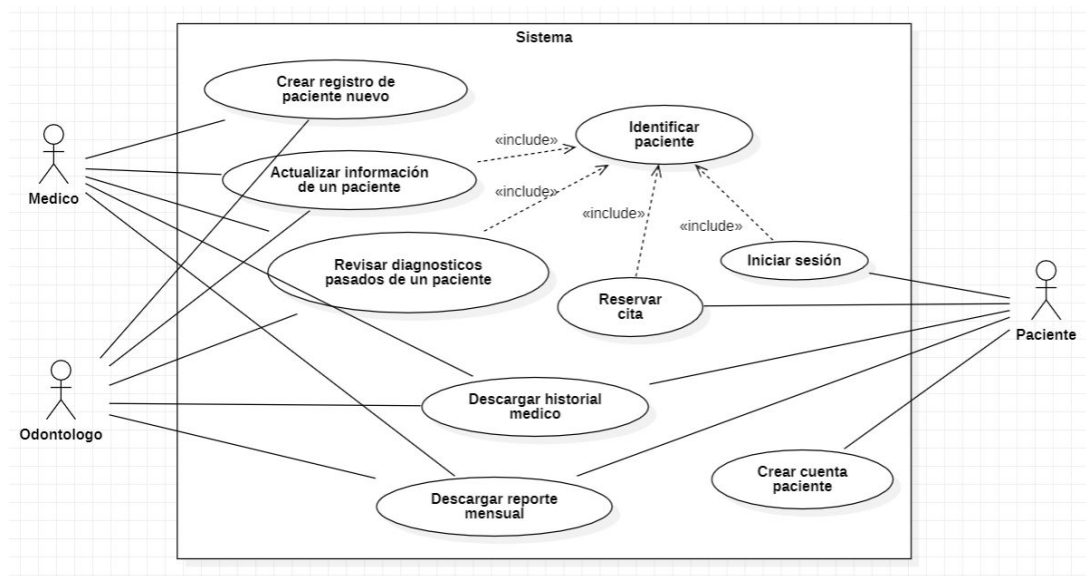 Sistema
Crear registro de
paciente nuevo
Identificar
paciente
«include»
Medico
Actualizar información
de un paciente
«include»
«include»
«include»
Revisar diagnosticos
pasados de un paciente
Iniciar sesión
Reservar
cita
Paciente
Descargar historial
medico
Odontologo
Crear cuenta
paciente
Descargar reporte
mensual